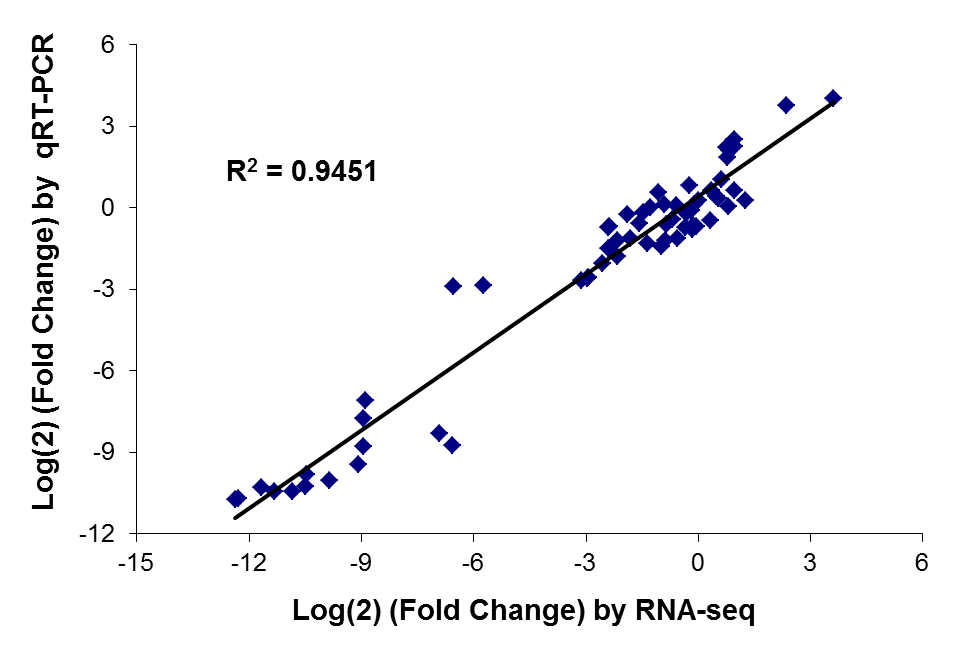 Log(2) (Fold Change) by qRT-PCR
6
3
0
-3
-6
-9
-12
R² = 0.9451
-15 -12 -9 -6 -3 0 3 6
Log(2) (Fold Change) by RNA-seq